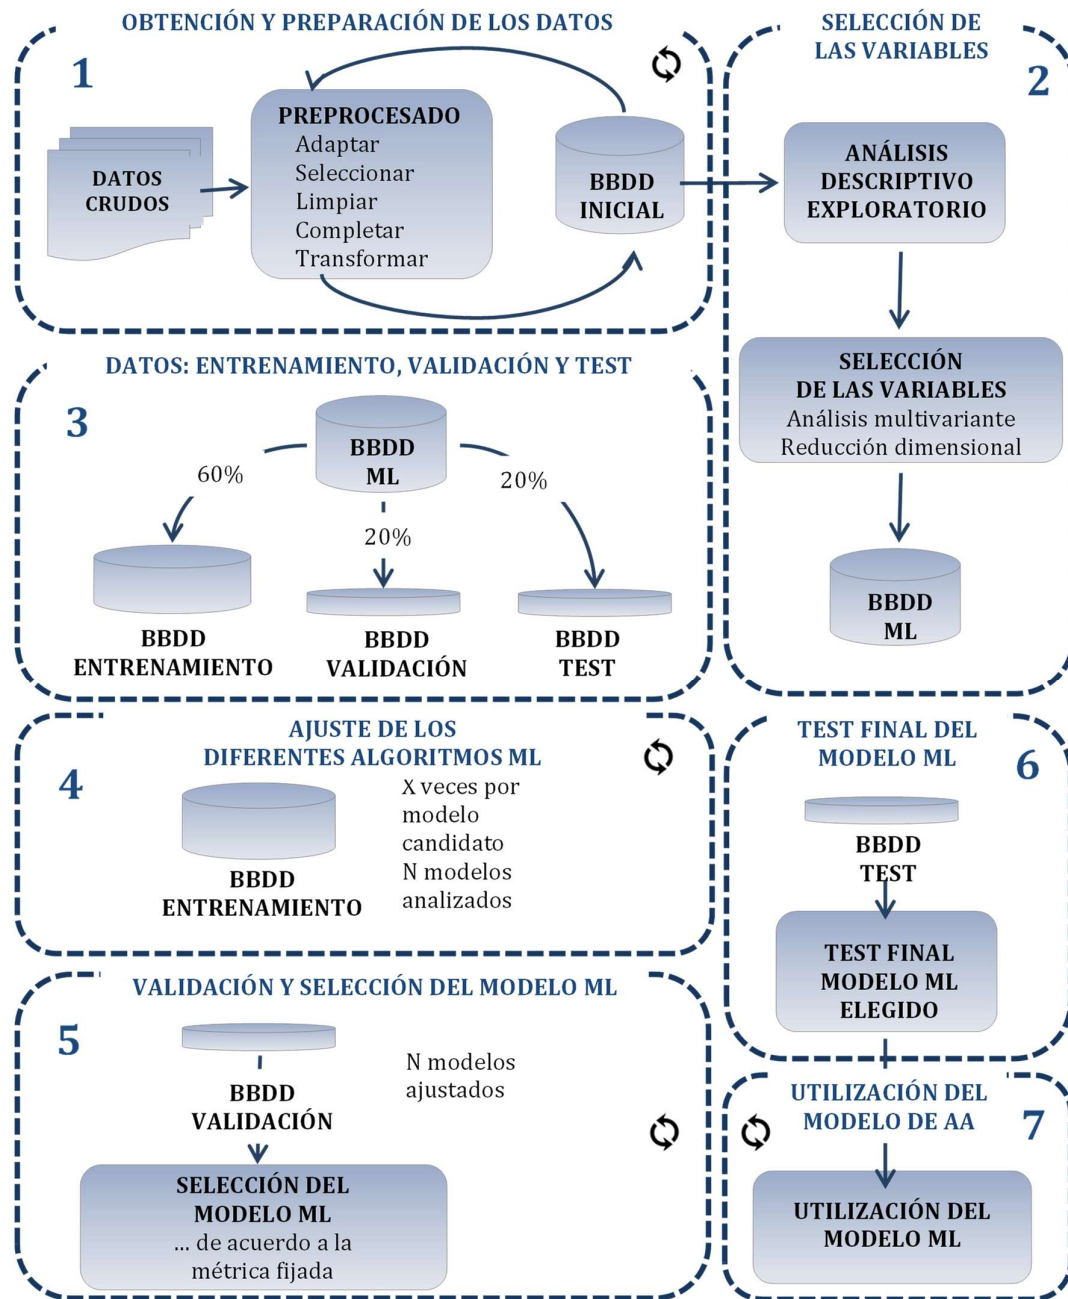 OBTENCIÓN Y PREPARACIÓN DE LOS DATOS
1
DATOS
CRUDOS
PREPROCESADO
Adaptar
Seleccionar
Limpiar
Completar
Transformar
BBDD
INICIAL
SELECCIÓN DE
LAS VARIABLES
2
ANÁLISIS
DESCRIPTIVO
EXPLORATORIO
SELECCIÓN
DE LAS VARIABLES
Análisis multivariante
Reducción dimensional
BBDD
ML
DATOS: ENTRENAMIENTO, VALIDACIÓN Y TEST
3
BBDD
ML
60%
20%
20%
BBDD
ENTRENAMIENTO
BBDD
VALIDACIÓN
BBDD
TEST
AJUSTE DE LOS
DIFERENTES ALGORITMOS ML
4
BBDD
ENTRENAMIENTO
X veces por
modelo
candidato
N modelos
analizados
VALIDACIÓN Y SELECCIÓN DEL MODELO ML
5
BBDD
VALIDACIÓN
N modelos
ajustados
SELECCIÓN DEL
MODELO ML
... de acuerdo a la
métrica fijada
TEST FINAL DEL
MODELO ML
6
BBDD
TEST
TEST FINAL
MODELO ML
ELEGIDO
UTILIZACIÓN DEL
MODELO DE AA
7
UTILIZACIÓN DEL
MODELO ML